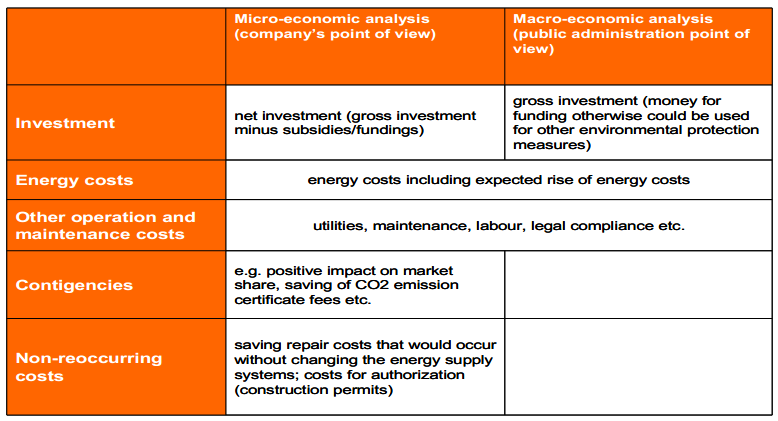 Micro-economic analysis
(company's point of view)
Macro-economic analysis
(public administration point of
view)
Investment
net investment (gross investment
minus subsidies/fundings)
gross investment (money for
funding otherwise could be used
for other environmental protection
measures)
Energy costs
energy costs including expected rise of energy costs
Other operation and
maintenance costs
utilities, maintenance, labour, legal compliance etc.
Contigencies
e.g. positive impact on market
share, saving of CO2 emission
certificate fees etc.
Non-reoccurring
costs
saving repair costs that would occur
without changing the energy supply
systems; costs for authorization
(construction permits)